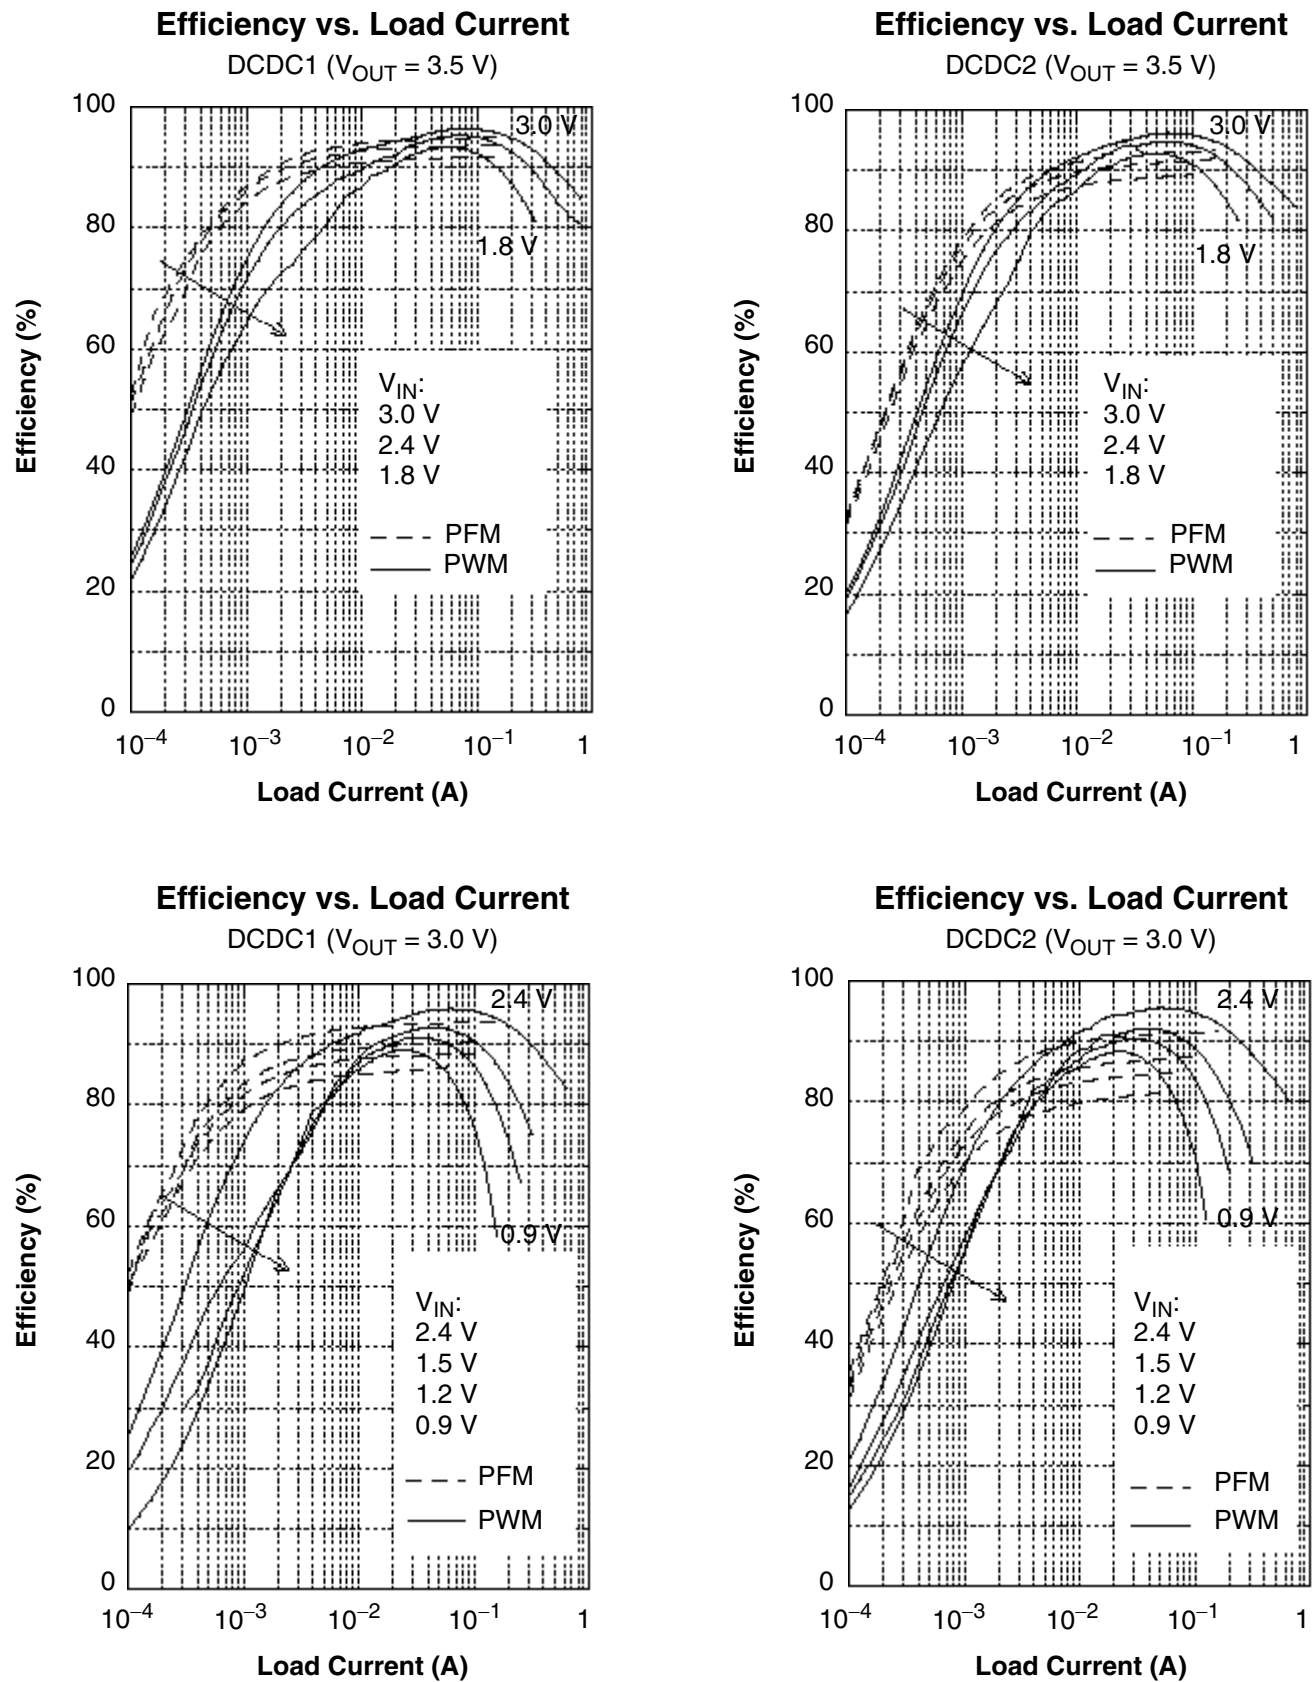 Efficiency vs. Load Current
DCDC1 (VOUT = 3.5 V)
100
80
60
40
20
0
Efficiency (%)
3.0 V
1.8 V
VIN:
3.0 V
2.4 V
1.8 V
PFM
PWM
10–4
10–3
10–2
10–1
1
Load Current (A)
Efficiency vs. Load Current
DCDC2 (VOUT = 3.5 V)
100
80
60
40
20
0
Efficiency (%)
3.0 V
1.8 V
VIN:
3.0 V
2.4 V
1.8 V
PFM
PWM
10–4
10–3
10–2
10–1
1
Load Current (A)
Efficiency vs. Load Current
DCDC1 (VOUT = 3.0 V)
100
80
60
40
20
0
Efficiency (%)
2.4 V
0.9 V
VIN:
2.4 V
1.5 V
1.2 V
0.9 V
PFM
PWM
10–4
10–3
10–2
10–1
1
Load Current (A)
Efficiency vs. Load Current
DCDC2 (VOUT = 3.0 V)
100
80
60
40
20
0
Efficiency (%)
2.4 V
0.9 V
VIN:
2.4 V
1.5 V
1.2 V
0.9 V
PFM
PWM
10–4
10–3
10–2
10–1
1
Load Current (A)